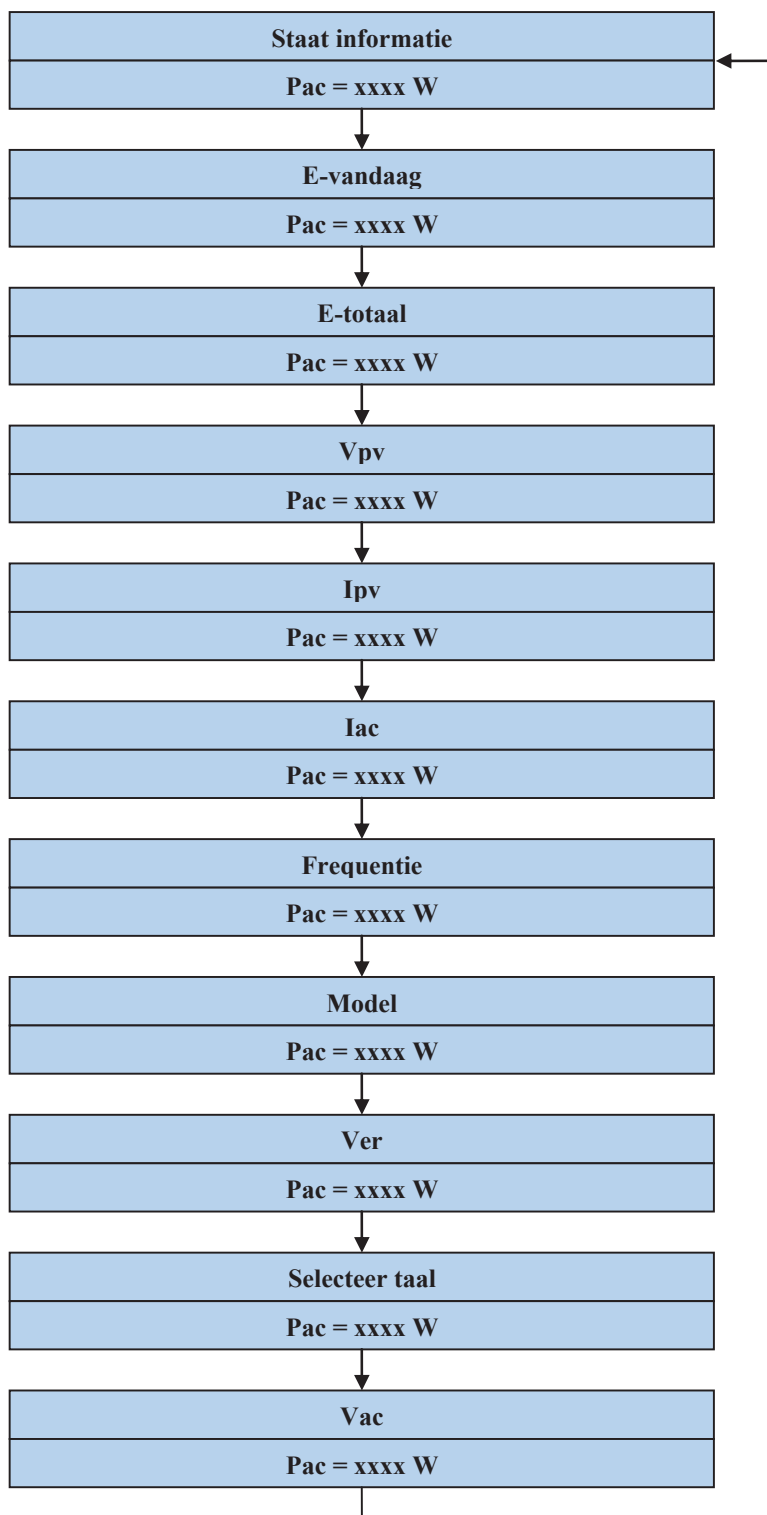 Staat informatie
Pac = xxxx W
E-vandaag
Pac = xxxx W
E-totaal
Pac = xxxx W
Vpv
Pac = xxxx W
Ipv
Pac = xxxx W
Iac
Pac = xxxx W
Frequentie
Pac = xxxx W
Model
Pac = xxxx W
Ver
Pac = xxxx W
Selecteer taal
Pac = xxxx W
Vac
Pac = xxxx W